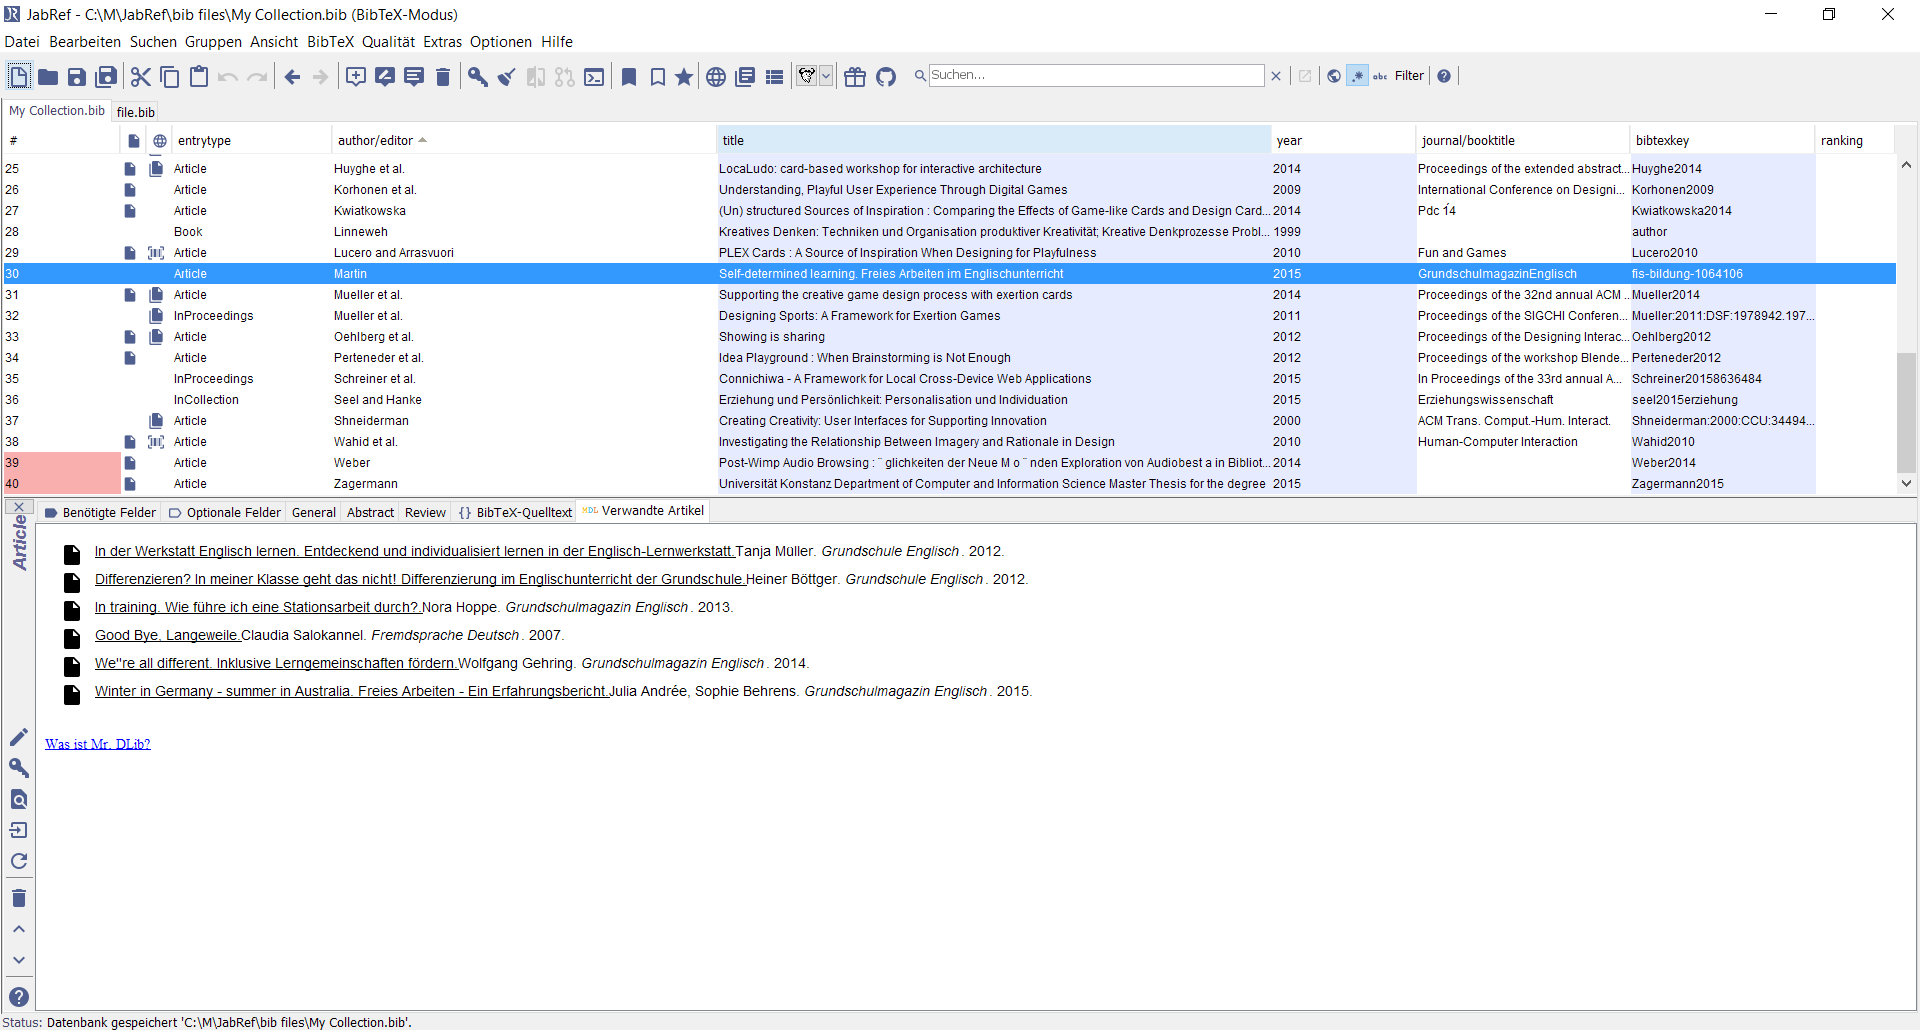 JabRef - C:\M\JabRef\bib files\My Collection.bib (BibTeX-Modus)
Datei Bearbeiten Suchen Gruppen Ansicht BibTeX Qualität Extras Optionen Hilfe
Suchen... abc Filter
My Collection.bib file.bib
# entrytype author/editor title year journal/booktitle bibtexkey ranking
25 Article Huyghe et al. LocaLudo: card-based workshop for interactive architecture 2014 Proceedings of the extended abstract... Huyghe2014
26 Article Korhonen et al. Understanding, Playful User Experience Through Digital Games 2009 International Conference on Designi... Korhonen2009
27 Article Kwiatkowska (Un) structured Sources of Inspiration : Comparing the Effects of Game-like Cards and Design Card... 2014 Pdc 1́4 Kwiatkowska2014
28 Book Linneweh Kreatives Denken: Techniken und Organisation produktiver Kreativität; Kreative Denkprozesse Probl... 1999 author
29 Article Lucero and Arrasvuori PLEX Cards : A Source of Inspiration When Designing for Playfulness 2010 Fun and Games Lucero2010
30 Article Martin Self-determined learning. Freies Arbeiten im Englischunterricht 2015 GrundschulmagazinEnglisch fis-bildung-1064106
31 Article Mueller et al. Supporting the creative game design process with exertion cards 2014 Proceedings of the 32nd annual ACM ... Mueller2014
32 InProceedings Mueller et al. Designing Sports: A Framework for Exertion Games 2011 Proceedings of the SIGCHI Conferen... Mueller:2011:DSF:1978942.197...
33 Article Oehlberg et al. Showing is sharing 2012 Proceedings of the Designing Interac... Oehlberg2012
34 Article Perteneder et al. Idea Playground : When Brainstorming is Not Enough 2012 Proceedings of the workshop Blende... Perteneder2012
35 InProceedings Schreiner et al. Connichiwa - A Framework for Local Cross-Device Web Applications 2015 In Proceedings of the 33rd annual A... Schreiner20158636484
36 InCollection Seel and Hanke Erziehung und Persönlichkeit: Personalisation und Individuation 2015 Erziehungswissenschaft seel2015erziehung
37 Article Shneiderman Creating Creativity: User Interfaces for Supporting Innovation 2000 ACM Trans. Comput.-Hum. Interact. Shneiderman:2000:CCU:34494...
38 Article Wahid et al. Investigating the Relationship Between Imagery and Rationale in Design 2010 Human-Computer Interaction Wahid2010
39 Article Weber Post-Wimp Audio Browsing : ¨ glichkeiten der Neue M o ¨ nden Exploration von Audiobest a in Bibliot... 2014 Weber2014
40 Article Zagermann Universität Konstanz Department of Computer and Information Science Master Thesis for the degree 2015 Zagermann2015
Benötigte Felder Optionale Felder General Abstract Review {} BibTeX-Quelltext MDL Verwandte Artikel
Article
In der Werkstatt Englisch lernen. Entdeckend und individualisiert lernen in der Englisch-Lernwerkstatt.Tanja Müller. Grundschule Englisch. 2012.
Differenzieren? In meiner Klasse geht das nicht! Differenzierung im Englischunterricht der Grundschule.Heiner Böttger. Grundschule Englisch. 2012.
In training. Wie führe ich eine Stationsarbeit durch?.Nora Hoppe. Grundschulmagazin Englisch. 2013.
Good Bye, Langeweile.Claudia Salokannel. Fremdsprache Deutsch. 2007.
We''re all different. Inklusive Lerngemeinschaften fördern.Wolfgang Gehring. Grundschulmagazin Englisch. 2014.
Winter in Germany - summer in Australia. Freies Arbeiten - Ein Erfahrungsbericht.Julia Andrée, Sophie Behrens. Grundschulmagazin Englisch. 2015.
Was ist Mr. DLib?
Status: Datenbank gespeichert 'C:\M\JabRef\bib files\My Collection.bib'.